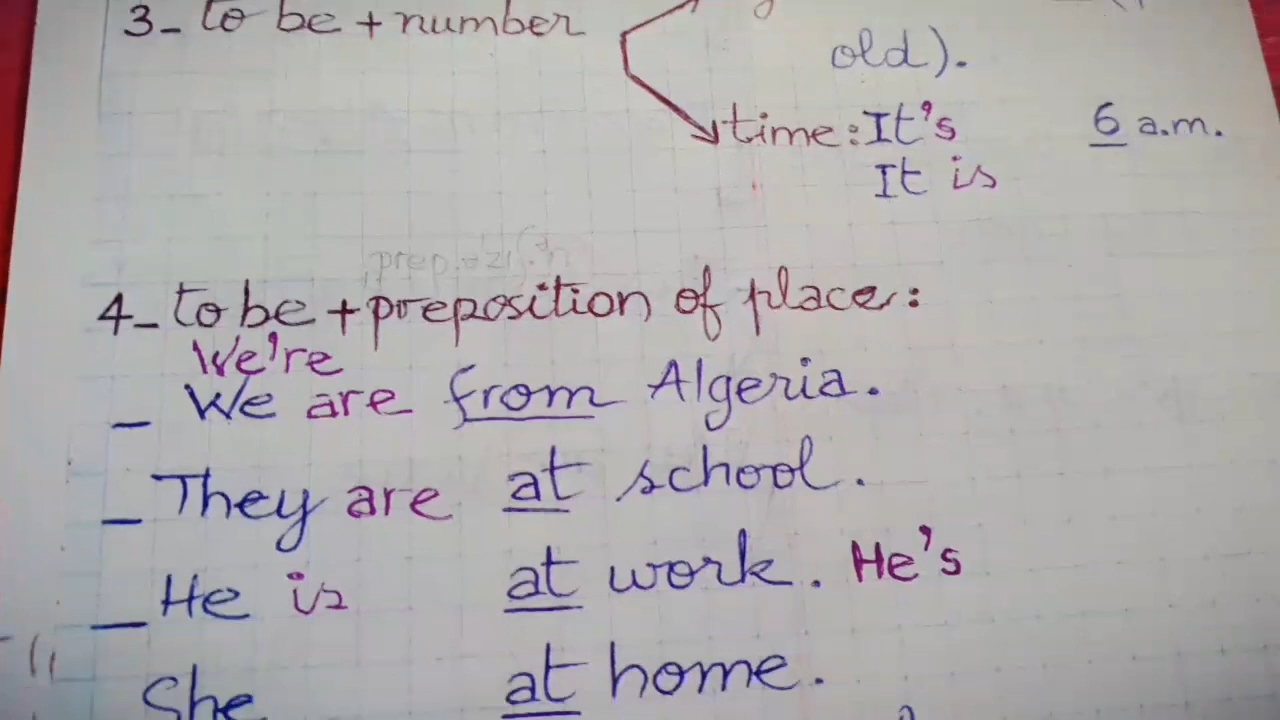 3- to be + number
old).
time: It's 6 a.m.
It is
4- to be + preposition of place:
We're
- We are from Algeria.
- They are at school.
- He is at work. He's
She at home.